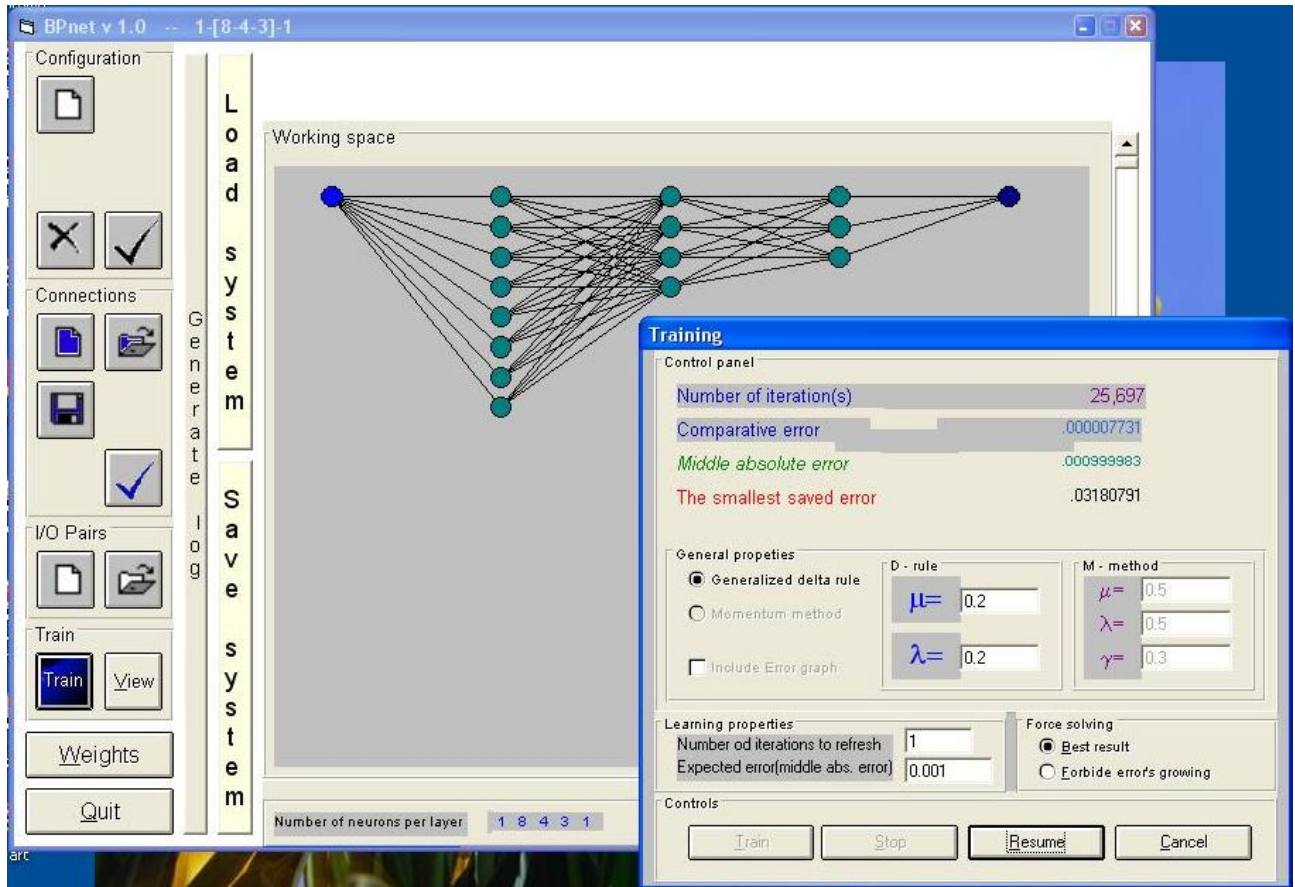 BPnet v 1.0 -- 1-[8-4-3]-1
Configuration
Connections
I/O Pairs
Train
Train
View
Weights
Quit
Generate log
Load system
Save system
Working space
Number of neurons per layer 1 8 4 3 1
Training
Control panel
Number of iteration(s) 25,697
Comparative error .000007731
Middle absolute error .000999983
The smallest saved error .03180791
General propeties
Generalized delta rule
Momentum method
Include Error graph
D - rule
μ= 0.2
λ= 0.2
M - method
μ= 0.5
λ= 0.5
γ= 0.3
Learning properties
Number od iterations to refresh 1
Expected error(middle abs. error) 0.001
Force solving
Best result
Forbide error's growing
Controls
Train
Stop
Resume
Cancel